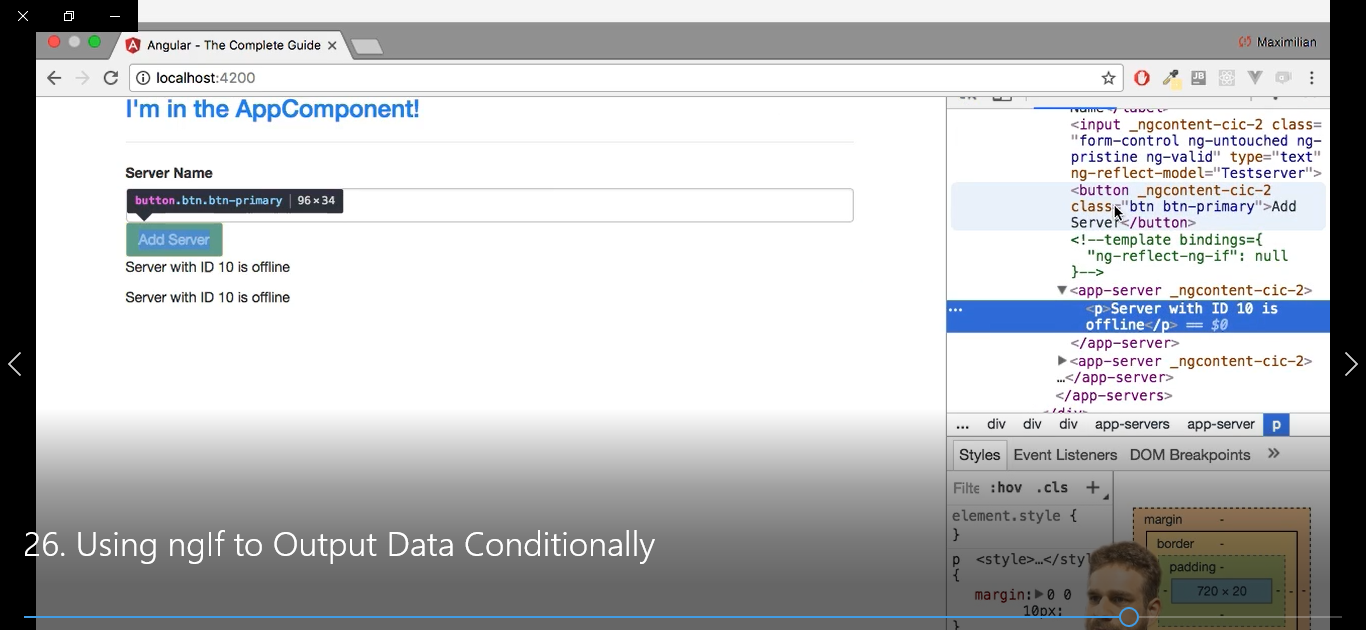 Angular - The Complete Guide
Maximilian
localhost:4200
I'm in the AppComponent!
Server Name
button.btn.btn-primary | 96×34
Add Server
Server with ID 10 is offline
Server with ID 10 is offline
Name</label>
<input _ngcontent-cic-2 class=
"form-control ng-untouched ng-
pristine ng-valid" type="text"
ng-reflect-model="Testserver">
<button _ngcontent-cic-2
class="btn btn-primary">Add
Server</button>
<!--template bindings={
"ng-reflect-ng-if": null
}-->
▼<app-server _ngcontent-cic-2>
<p>Server with ID 10 is
offline</p> == $0
</app-server>
▶<app-server _ngcontent-cic-2>
…</app-server>
</app-servers>
</div>
... div div div app-servers app-server p
Styles Event Listeners DOM Breakpoints »
Filte :hov .cls +
element.style {
}
p <style>…</styl
{
margin:▶0 0
10px;
}
margin -
border -
padding -
720 × 20
26. Using ngIf to Output Data Conditionally